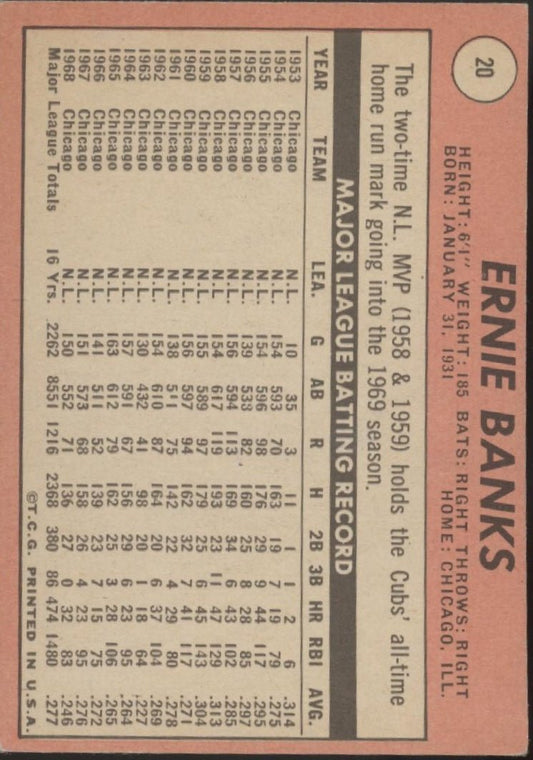 20
ERNIE BANKS
HEIGHT: 6'1" WEIGHT: 185 BATS: RIGHT THROWS: RIGHT
BORN: JANUARY 31, 1931 HOME: CHICAGO, ILL.
The two-time N.L. MVP (1958 & 1959) holds the Cubs' all-time
home run mark going into the 1969 season.
MAJOR LEAGUE BATTING RECORD
YEAR TEAM LEA. G AB R H 2B 3B HR RBI AVG.
1953 Chicago N.L. 10 35 3 11 1 1 2 6 .314
1954 Chicago N.L. 154 593 70 163 19 7 19 79 .275
1955 Chicago N.L. 154 596 98 176 29 9 44 117 .295
1956 Chicago N.L. 139 538 82 160 25 8 28 85 .297
1957 Chicago N.L. 156 594 113 169 34 6 43 102 .285
1958 Chicago N.L. 154 617 119 193 23 11 47 129 .313
1959 Chicago N.L. 155 589 97 179 25 6 45 143 .304
1960 Chicago N.L. 156 597 94 162 32 7 41 117 .271
1961 Chicago N.L. 138 511 75 142 22 4 29 80 .278
1962 Chicago N.L. 154 610 87 164 20 6 37 104 .269
1963 Chicago N.L. 130 432 41 98 20 1 18 64 .227
1964 Chicago N.L. 157 591 67 156 29 6 23 95 .264
1965 Chicago N.L. 163 612 79 162 25 3 28 106 .265
1966 Chicago N.L. 141 511 52 139 23 7 15 75 .272
1967 Chicago N.L. 151 573 68 158 26 4 23 95 .276
1968 Chicago N.L. 150 552 71 136 27 0 32 83 .246
Major League Totals 16 Yrs. 2262 8551 1216 2368 380 86 474 1480 .277
©T.C.G. PRINTED IN U.S.A.